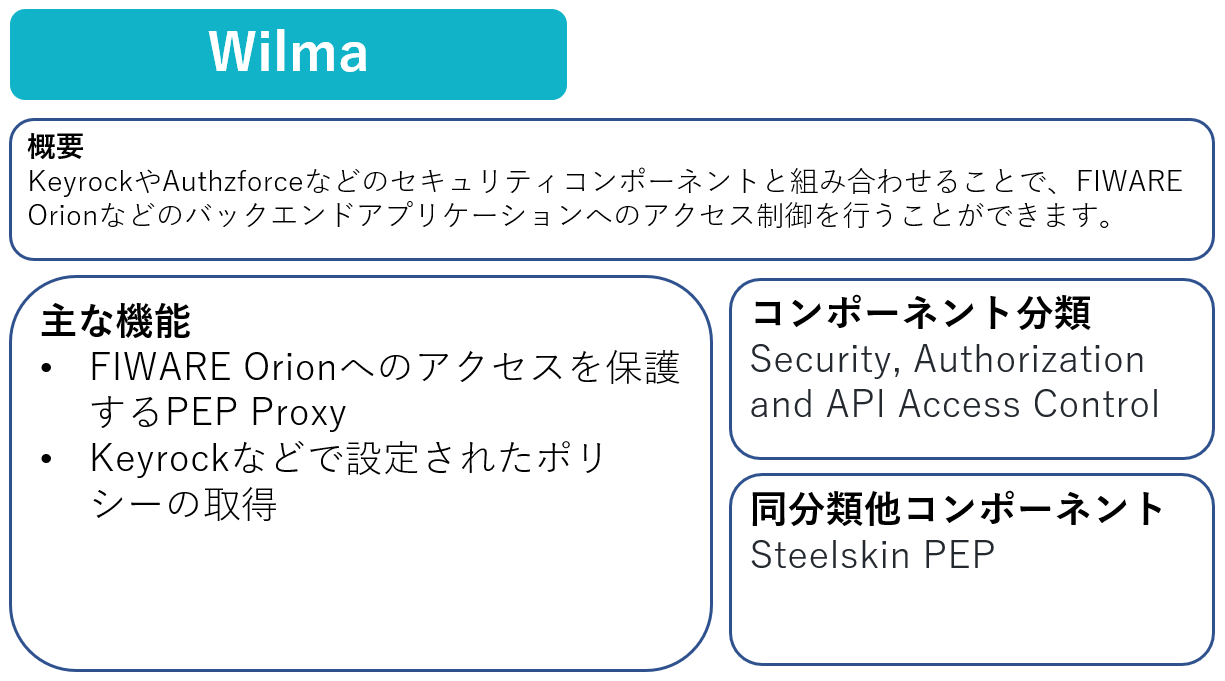 Wilma
概要
KeyrockやAuthzforceなどのセキュリティコンポーネントと組み合わせることで、FIWARE
Orionなどのバックエンドアプリケーションへのアクセス制御を行うことができます。
主な機能
• FIWARE Orionへのアクセスを保護
するPEP Proxy
• Keyrockなどで設定されたポリ
シーの取得
コンポーネント分類
Security, Authorization
and API Access Control
同分類他コンポーネント
Steelskin PEP